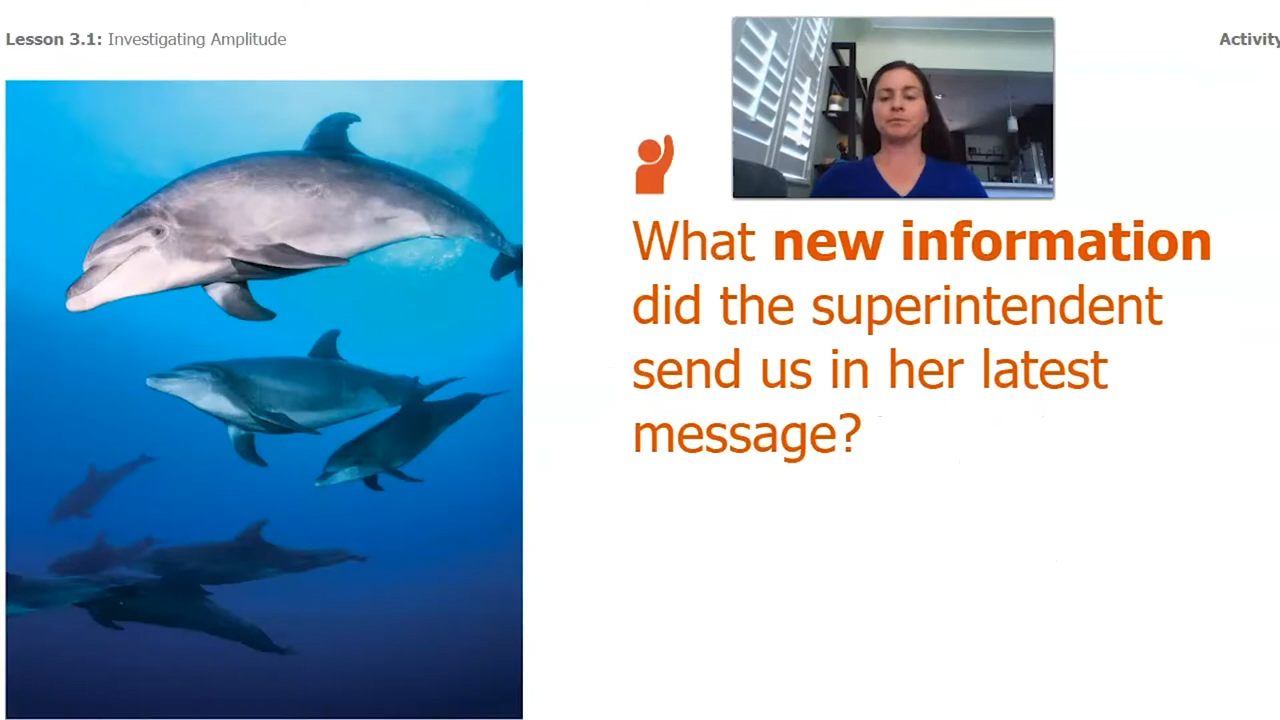 Lesson 3.1: Investigating Amplitude
Activity
What new information
did the superintendent
send us in her latest
message?